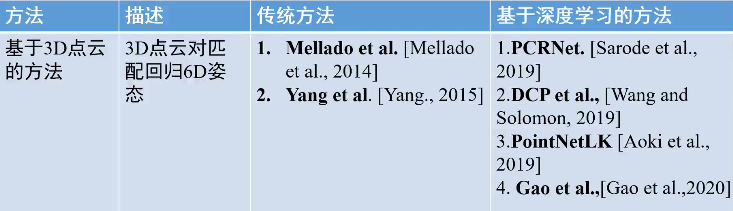 方法
描述
传统方法
基于深度学习的方法
基于3D点云
的方法
3D点云对匹
配回归6D姿
态
1. Mellado et al. [Mellado
et al., 2014]
2. Yang et al. [Yang., 2015]
1.PCRNet. [Sarode et al.,
2019]
2.DCP et al., [Wang and
Solomon, 2019]
3.PointNetLK [Aoki et al.,
2019]
4. Gao et al.,[Gao et al.,2020]